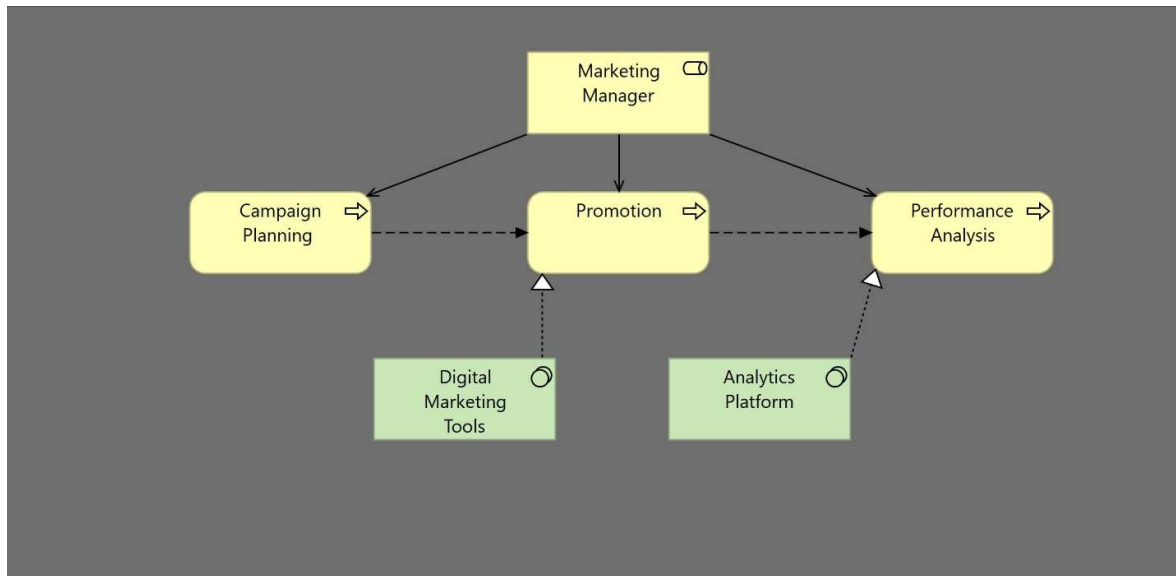 Marketing
Manager
Campaign
Planning
Promotion
Performance
Analysis
Digital
Marketing
Tools
Analytics
Platform